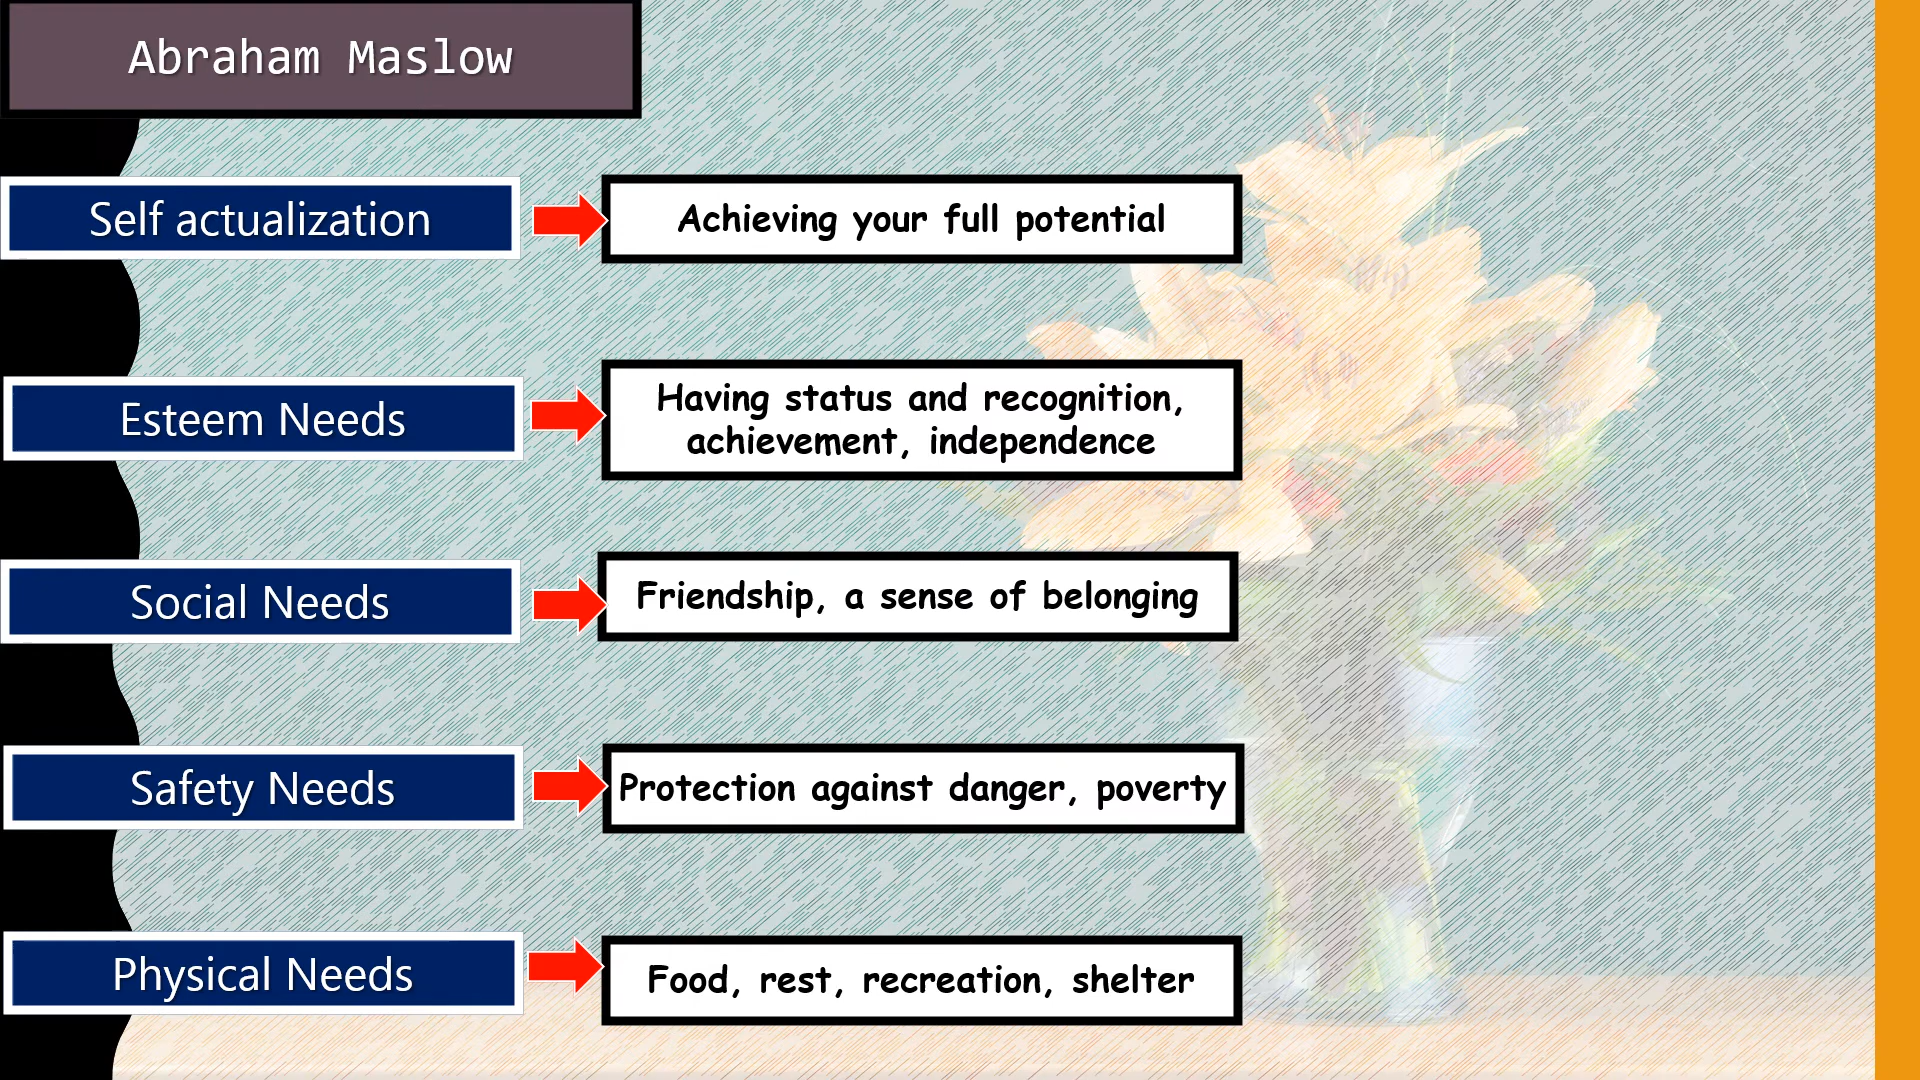 Abraham Maslow
Self actualization
Achieving your full potential
Esteem Needs
Having status and recognition,
achievement, independence
Social Needs
Friendship, a sense of belonging
Safety Needs
Protection against danger, poverty
Physical Needs
Food, rest, recreation, shelter